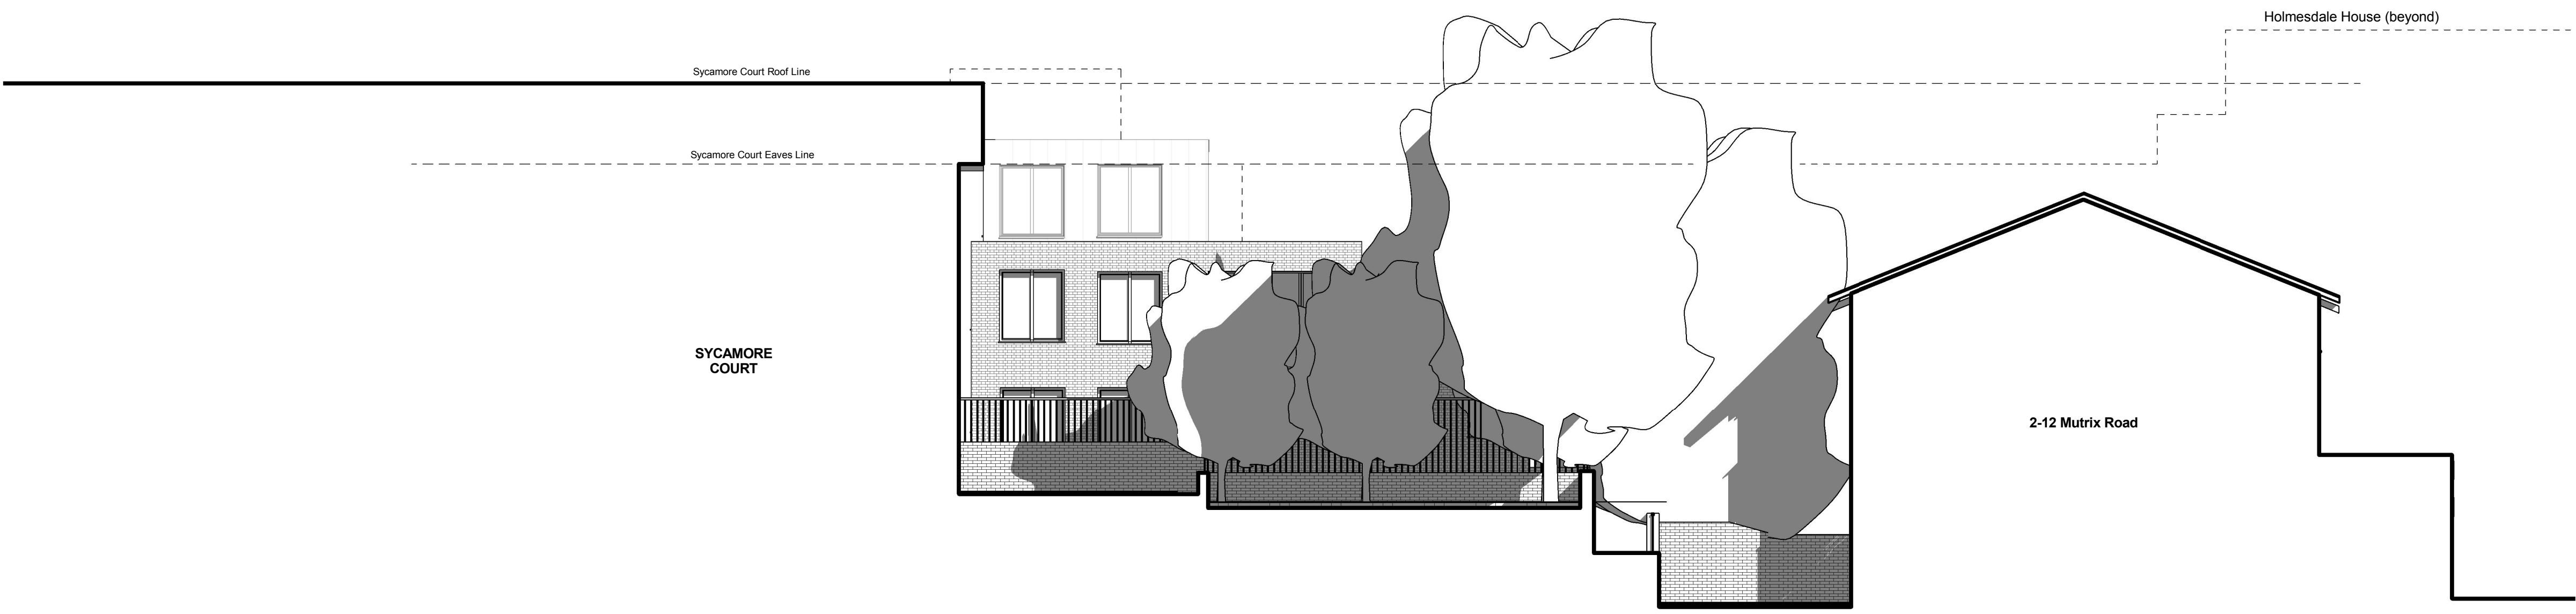 Holmesdale House (beyond)
Sycamore Court Roof Line
Sycamore Court Eaves Line
SYCAMORE
COURT
2-12 Mutrix Road